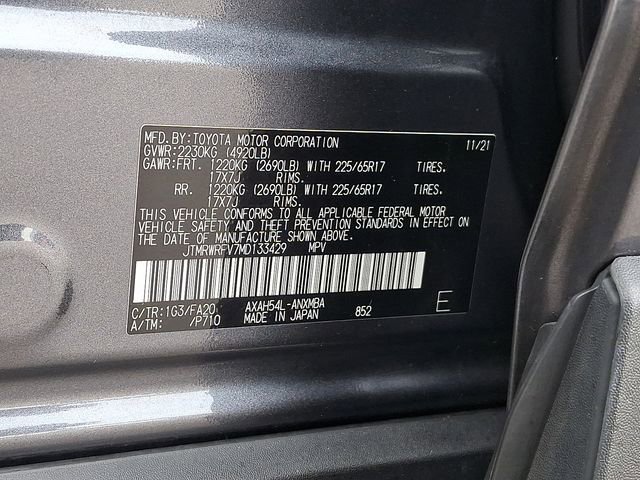 MFD.BY:TOYOTA MOTOR CORPORATION 11/21
GVWR:2230KG (4920LB)
GAWR:FRT. 1220KG (2690LB) WITH 225/65R17 TIRES.
17X7J RIMS.
RR. 1220KG (2690LB) WITH 225/65R17 TIRES.
17X7J RIMS.
THIS VEHICLE CONFORMS TO ALL APPLICABLE FEDERAL MOTOR
VEHICLE SAFETY AND THEFT PREVENTION STANDARDS IN EFFECT ON
THE DATE OF MANUFACTURE SHOWN ABOVE.
JTMRWRFV7MD133429 MPV
C/TR:1G3/FA20 AXAH54L-ANXMBA
A/TM: /P710 MADE IN JAPAN 852 E